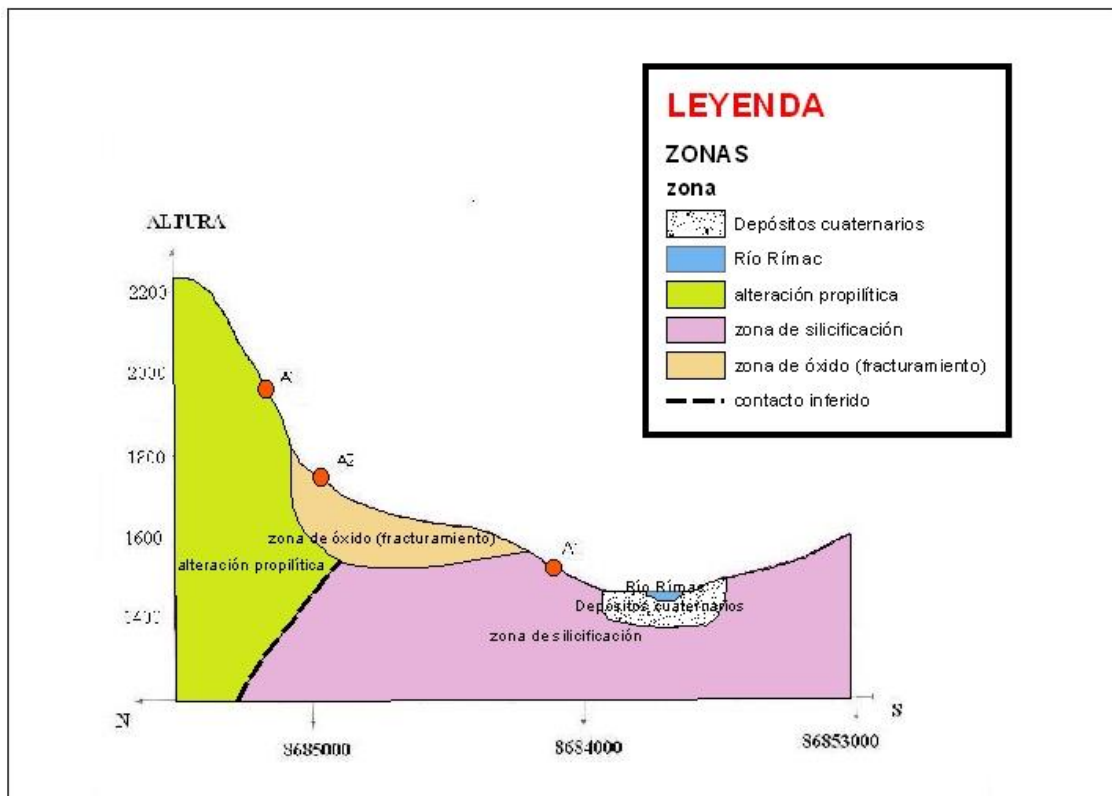 LEYENDA
ZONAS
zona
Depósitos cuaternarios
Río Rímac
alteración propilítica
zona de silicificación
zona de óxido (fracturamiento)
contacto inferido
ALTURA
2200
2000
A2
1600
zona de óxido (fracturamiento)
alteración propilítica
Río Rímac
Depósitos cuaternarios
zona de silicificación
N
S
8685000
8684000
86853000